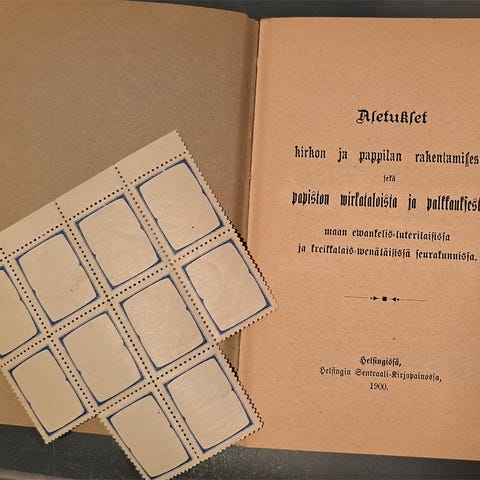 Asetukset
kirkon ja pappilan rakentamises
sekä
papiston wirkataloista ja palkkaukjest
maan ewankelis-luterilaisissa
ja kreikkalais-wenäläisissä seurakunnissa.
Helsingissä,
Helsingin Sentraali-Kirjapainossa,
1900.